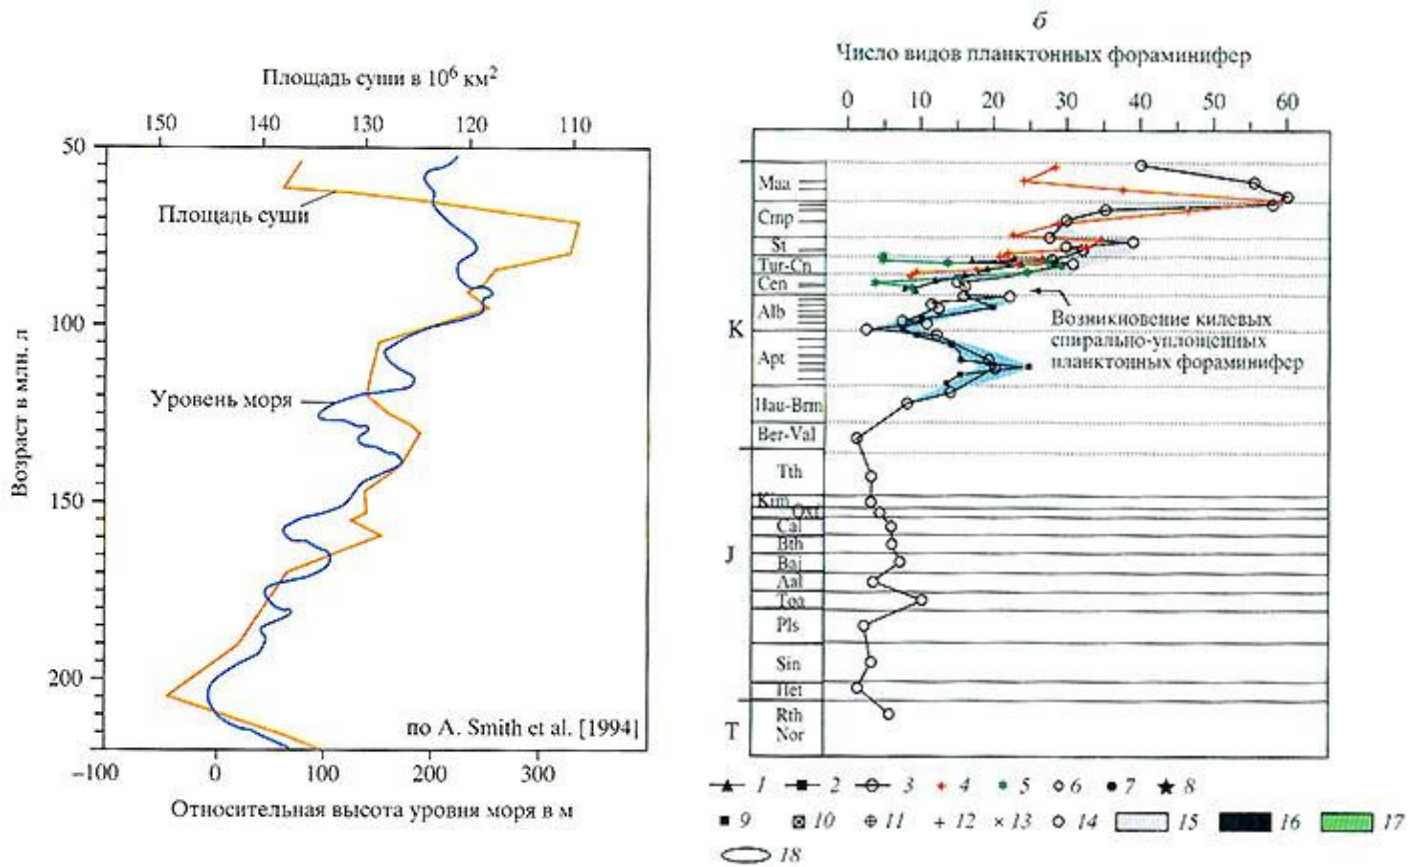 Площадь суши в 10⁶ км²
150 140 130 120 110
50
100
150
200
Возраст в млн. л
Площадь суши
Уровень моря
по A. Smith et al. [1994]
–100 0 100 200 300
Относительная высота уровня моря в м
б
Число видов планктонных фораминифер
0 10 20 30 40 50 60
Maa
Cmp
St
Tur-Cn
Cen
Alb
K
Apt
Hau-Brm
Ber-Val
Возникновение килевых
спирально-уплощенных
планктонных фораминифер
Tth
Kim
Oxf
Cal
Bth
J
Baj
Aal
Toa
Pls
Sin
Het
T
Rth
Nor
1 2 3 4 5 6 7 8
9 10 11 12 13 14 15 16 17
18